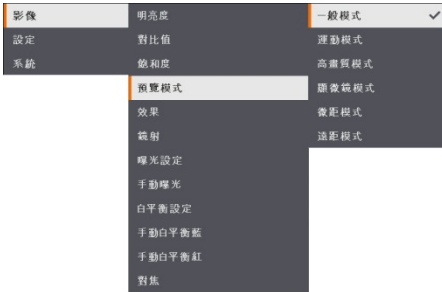 影像
設定
系統
明亮度
對比值
飽和度
預覽模式
效果
鏡射
曝光設定
手動曝光
白平衡設定
手動白平衡藍
手動白平衡紅
對焦
一般模式
運動模式
高畫質模式
顯微鏡模式
微距模式
遠距模式